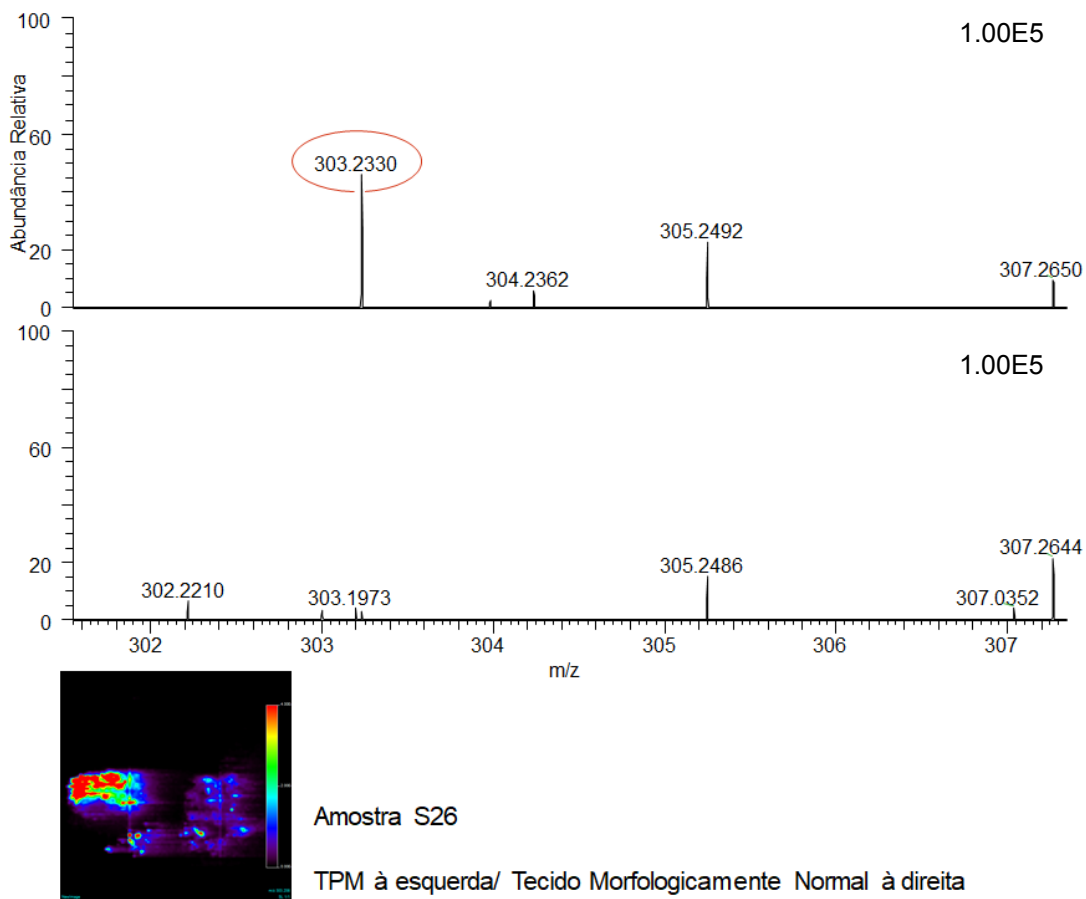 100
1.00E5
Abundância Relativa
60
303.2330
305.2492
20
304.2362
307.2650
0
100
1.00E5
60
20
302.2210
303.1973
305.2486
307.0352
307.2644
0
302 303 304 305 306 307
m/z
Amostra S26
TPM à esquerda/ Tecido Morfologicamente Normal à direita